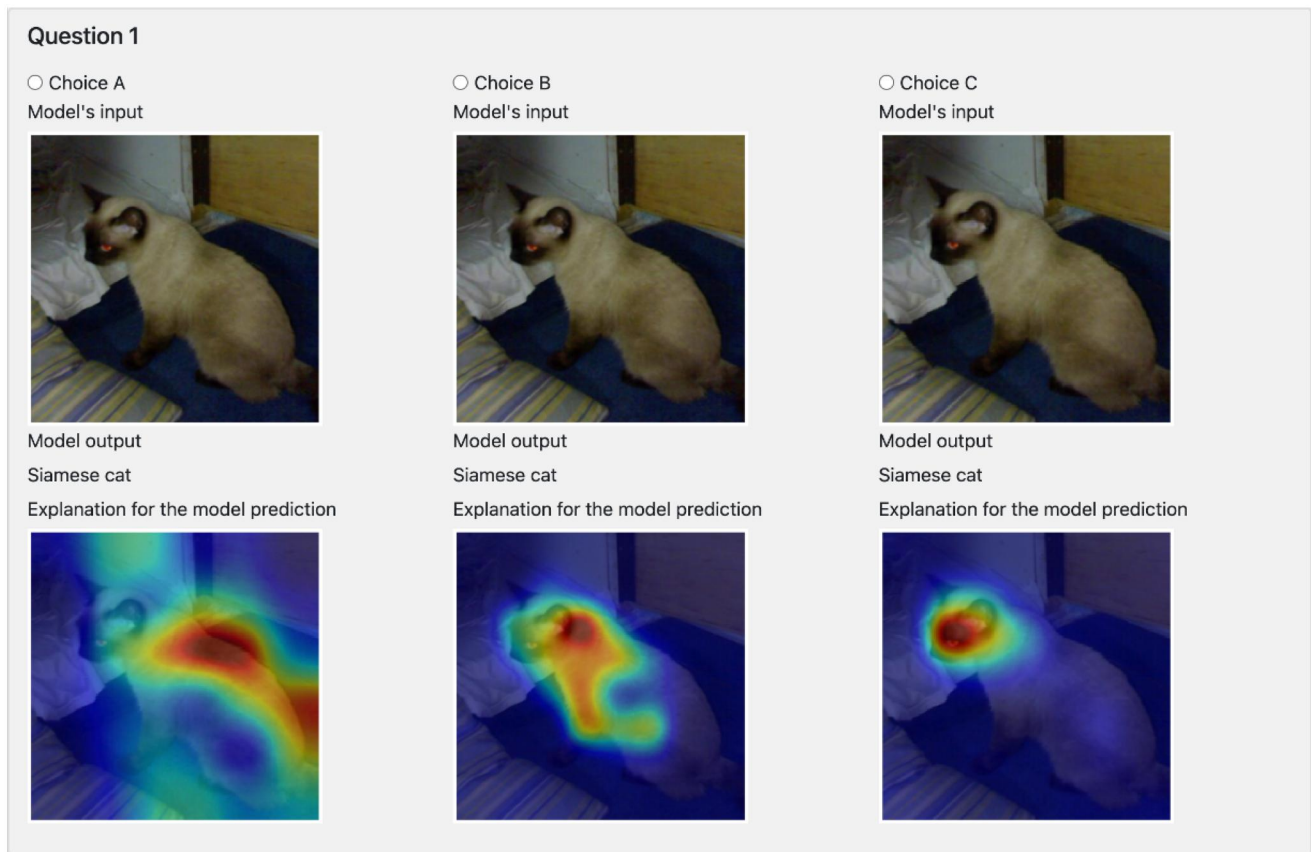 Question 1
Choice A
Model's input
Model output
Siamese cat
Explanation for the model prediction
Choice B
Model's input
Model output
Siamese cat
Explanation for the model prediction
Choice C
Model's input
Model output
Siamese cat
Explanation for the model prediction